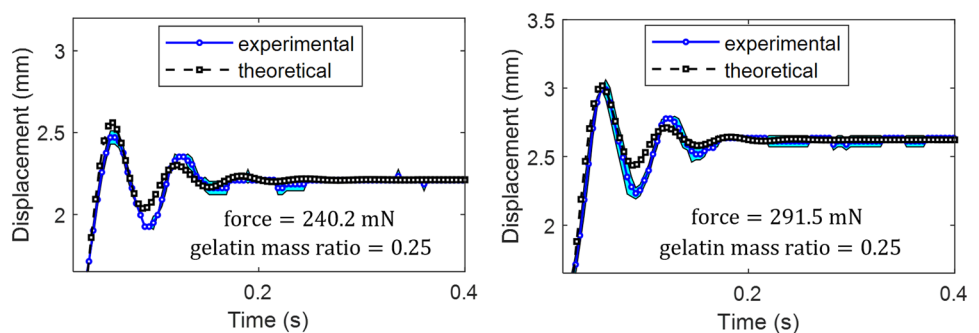 Displacement (mm)
3
2.5
2
experimental
theoretical
force = 240.2 mN
gelatin mass ratio = 0.25
0.2
0.4
Time (s)
Displacement (mm)
3.5
3
2.5
2
experimental
theoretical
force = 291.5 mN
gelatin mass ratio = 0.25
0.2
0.4
Time (s)